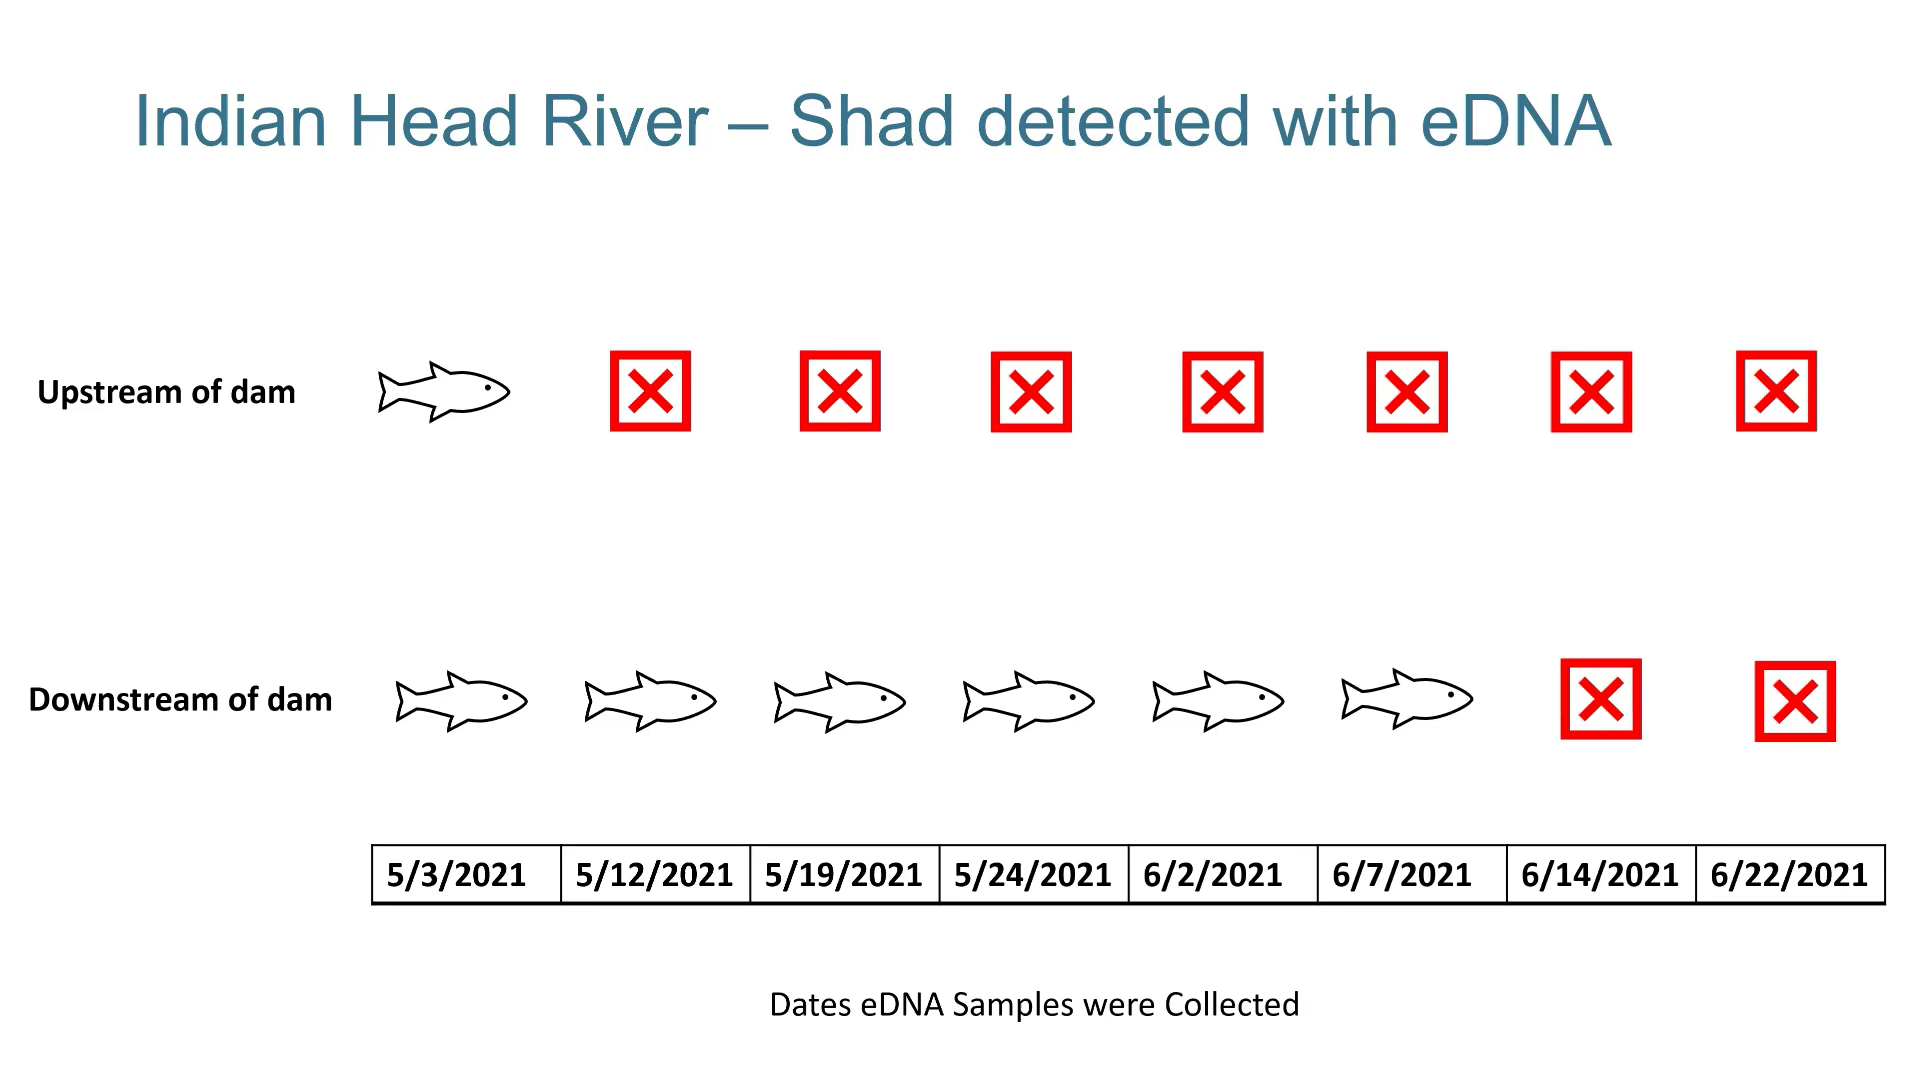 Indian Head River – Shad detected with eDNA
Upstream of dam
Downstream of dam
5/3/2021 5/12/2021 5/19/2021 5/24/2021 6/2/2021 6/7/2021 6/14/2021 6/22/2021
Dates eDNA Samples were Collected